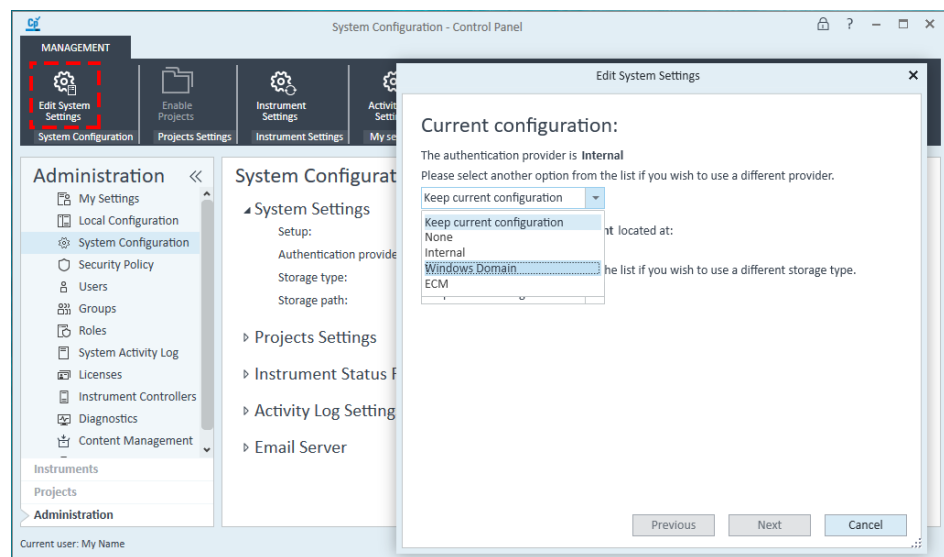 Cp
System Configuration - Control Panel
?
MANAGEMENT
Edit System
Settings
Enable
Projects
Instrument
Settings
System Configuration
Projects Settings
Instrument Settings
Edit System Settings
Current configuration:
The authentication provider is Internal
Please select another option from the list if you wish to use a different provider.
Keep current configuration
Keep current configuration
None
Internal
Windows Domain
ECM
located at:
he list if you wish to use a different storage type.
Previous
Next
Cancel
Administration
My Settings
Local Configuration
System Configuration
Security Policy
Users
Groups
Roles
System Activity Log
Licenses
Instrument Controllers
Diagnostics
Content Management
Instruments
Projects
Administration
System Configurat
System Settings
Setup:
Authentication provide
Storage type:
Storage path:
Projects Settings
Instrument Status
Activity Log Setting
Email Server
Current user: My Name